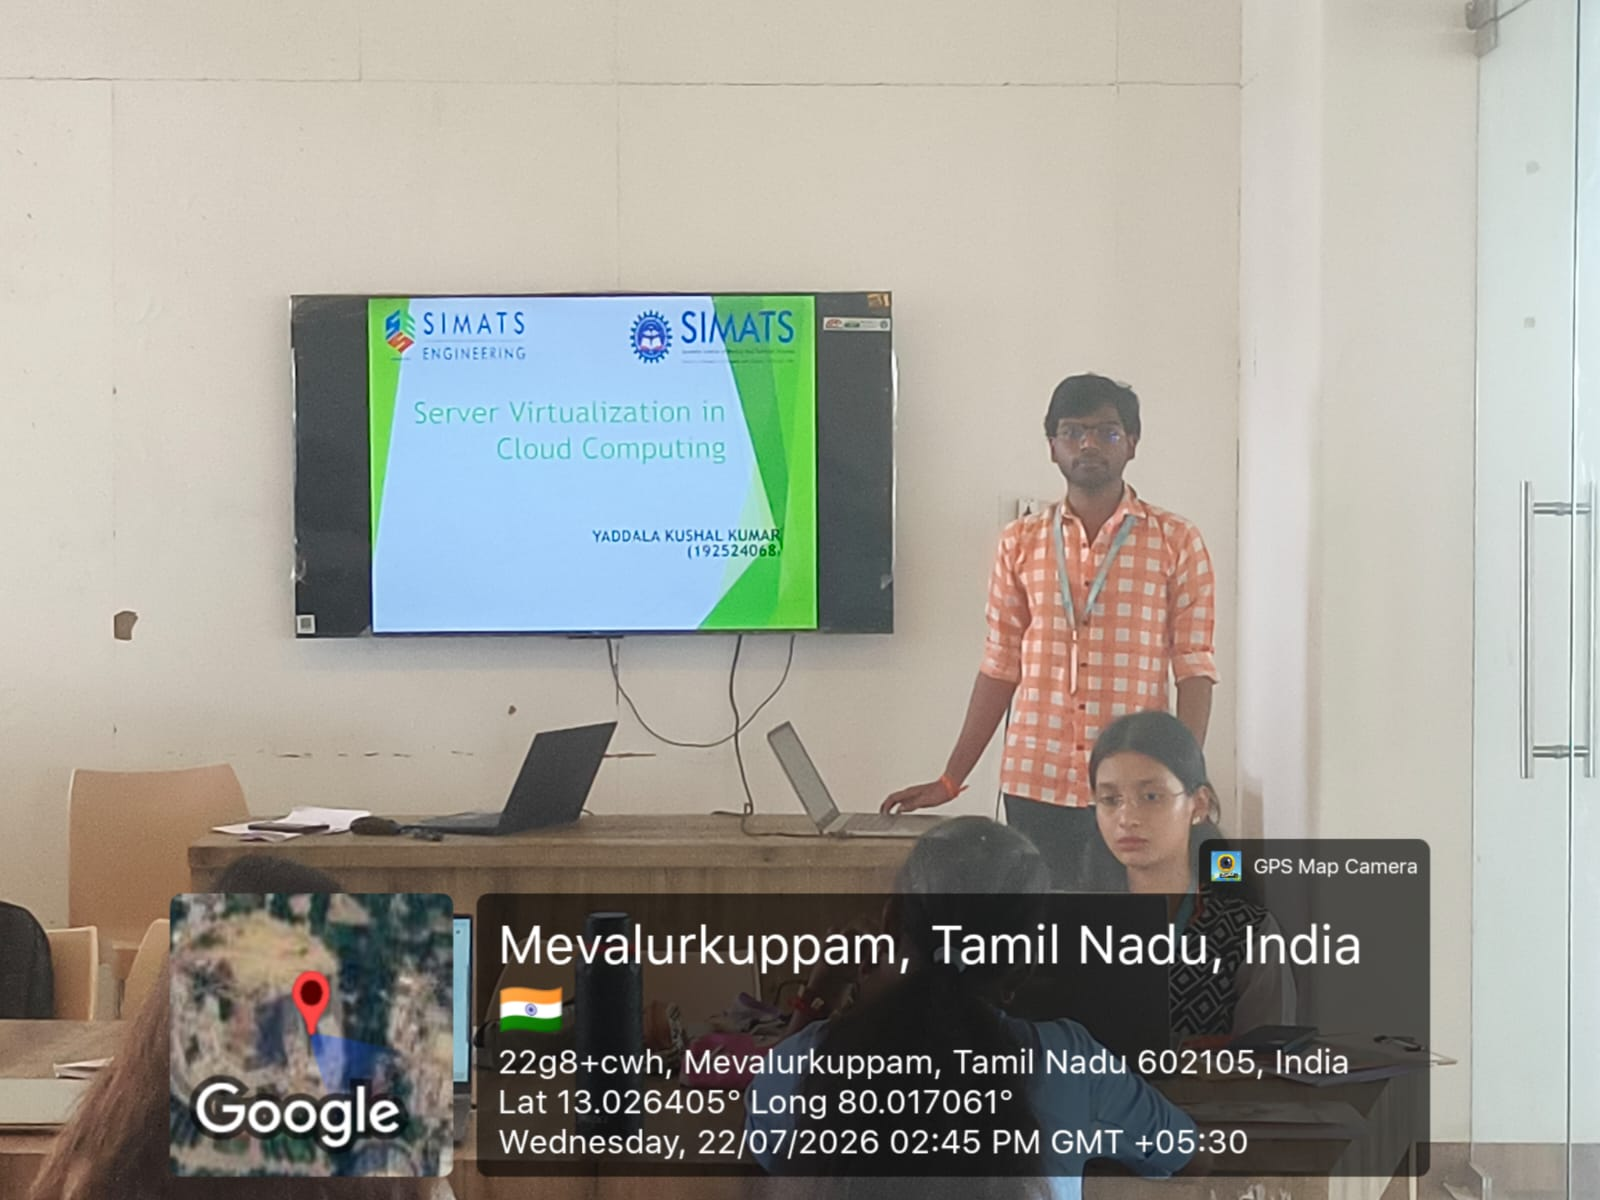 SIMATS
ENGINEERING
SIMATS
Server Virtualization in
Cloud Computing
YADDALA KUSHAL KUMAR
(192524068)
GPS Map Camera
Mevalurkuppam, Tamil Nadu, India
22g8+cwh, Mevalurkuppam, Tamil Nadu 602105, India
Lat 13.026405° Long 80.017061°
Wednesday, 22/07/2026 02:45 PM GMT +05:30
Google